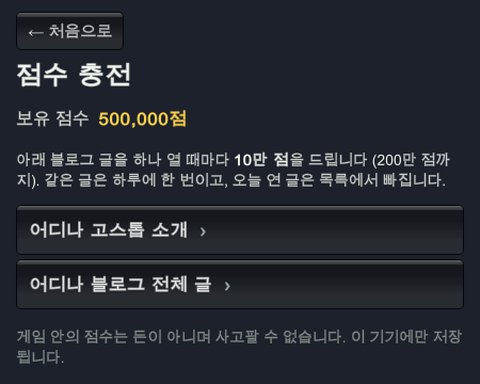 ← 처음으로
점수 충전
보유 점수 500,000점
아래 블로그 글을 하나 열 때마다 10만 점을 드립니다 (200만 점까
지). 같은 글은 하루에 한 번이고, 오늘 연 글은 목록에서 빠집니다.
어디나 고스톱 소개 ›
어디나 블로그 전체 글 ›
게임 안의 점수는 돈이 아니며 사고팔 수 없습니다. 이 기기에만 저장
됩니다.